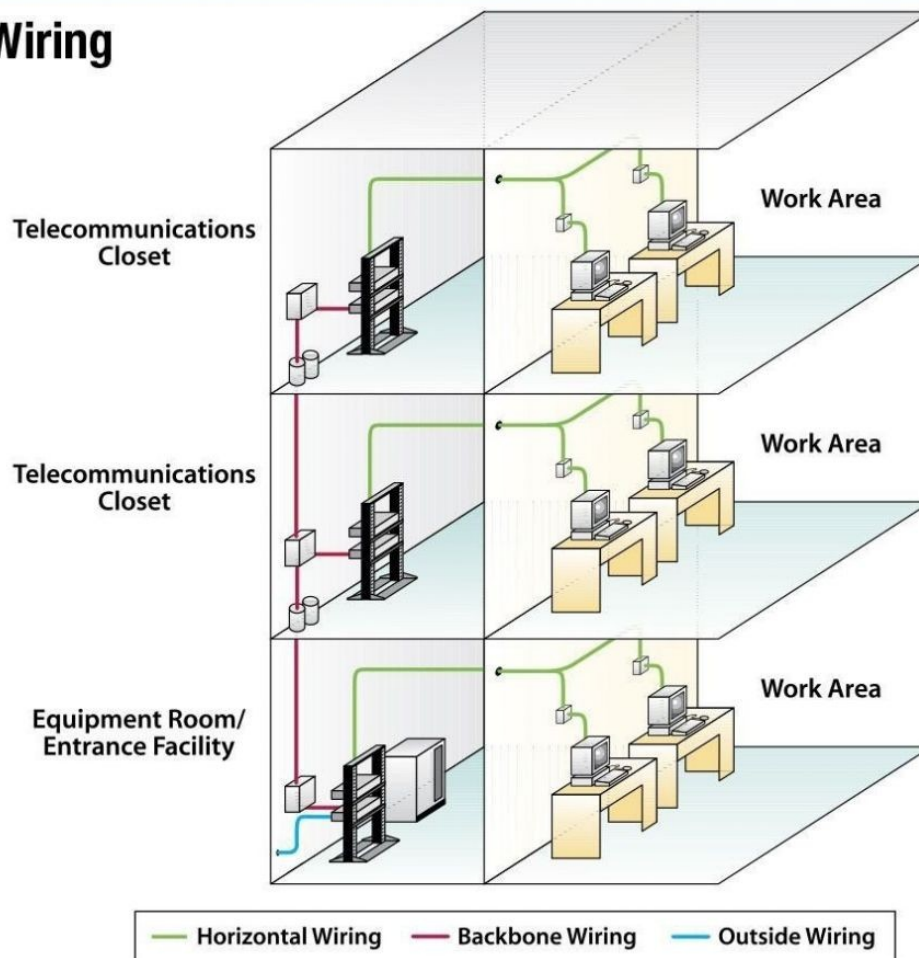 Wiring
Telecommunications
Closet
Work Area
Telecommunications
Closet
Work Area
Equipment Room/
Entrance Facility
Work Area
Horizontal Wiring
Backbone Wiring
Outside Wiring